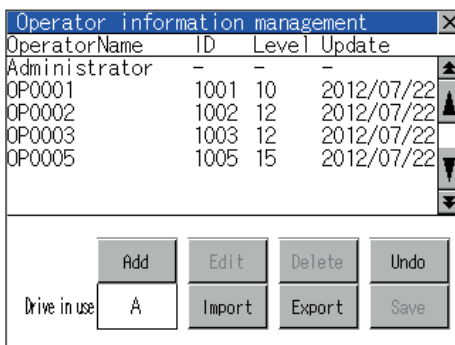 Operator information management ×
OperatorName ID Level Update
Administrator – – –
OP0001 1001 10 2012/07/22
OP0002 1002 12 2012/07/22
OP0003 1003 12 2012/07/22
OP0005 1005 15 2012/07/22
Add Edit Delete Undo
Drive in use A Import Export Save